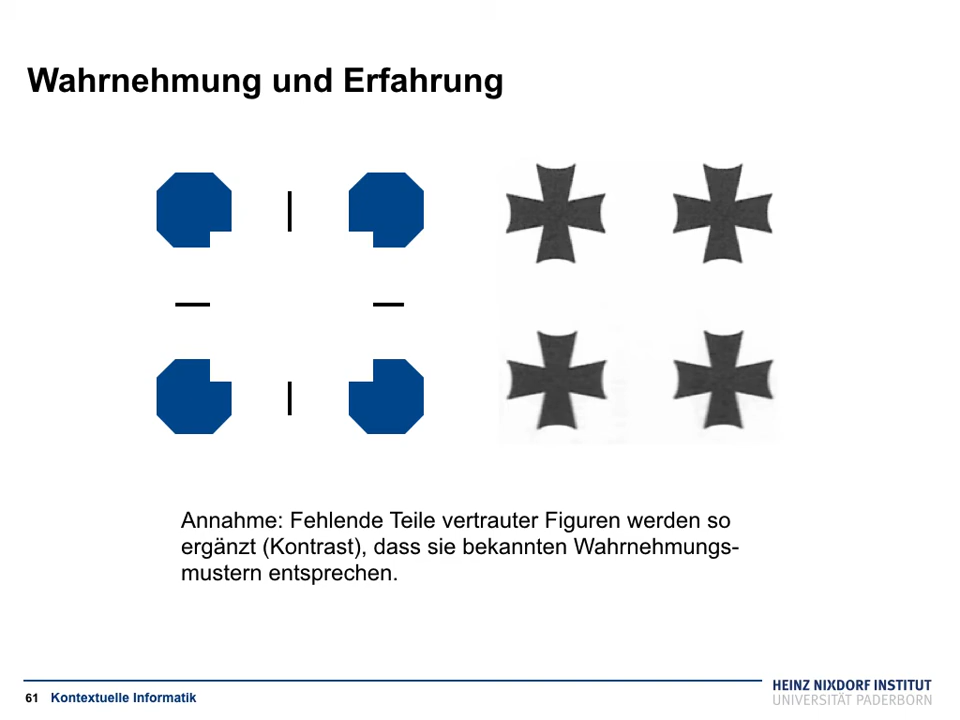 Wahrnehmung und Erfahrung
Annahme: Fehlende Teile vertrauter Figuren werden so
ergänzt (Kontrast), dass sie bekannten Wahrnehmungs-
mustern entsprechen.
61 Kontextuelle Informatik
HEINZ NIXDORF INSTITUT
UNIVERSITÄT PADERBORN